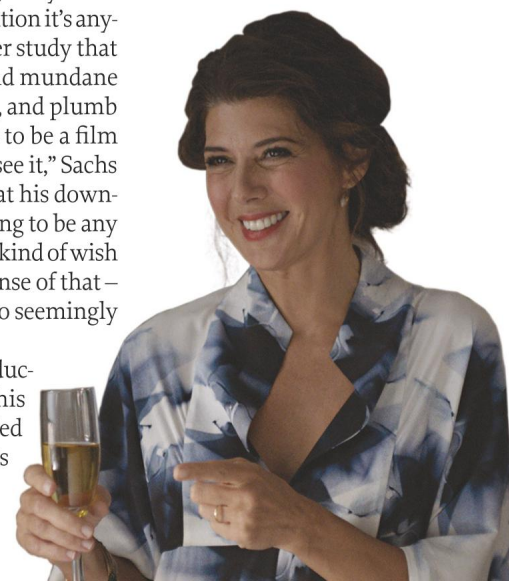 tion it's any-
er study that
d mundane
, and plumb
to be a film
see it," Sachs
at his down-
ng to be any
kind of wish
nse of that –
o seemingly
luc-
his
ed
s